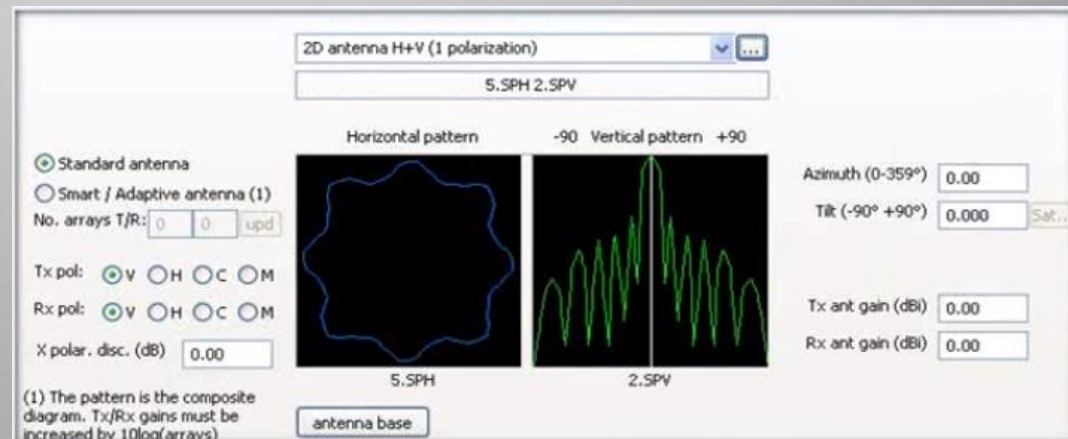 2D antenna H+V (1 polarization)
...
5.SPH 2.SPV
Horizontal pattern
-90 Vertical pattern +90
Standard antenna
Smart / Adaptive antenna (1)
No. arrays T/R: 0 0 upd
Tx pol: V H C M
Rx pol: V H C M
X polar. disc. (dB) 0.00
(1) The pattern is the composite
diagram. Tx/Rx gains must be
increased by 10log(arrays)
5.SPH
2.SPV
antenna base
Azimuth (0-359°) 0.00
Tilt (-90° +90°) 0.000 Sat..
Tx ant gain (dBi) 0.00
Rx ant gain (dBi) 0.00